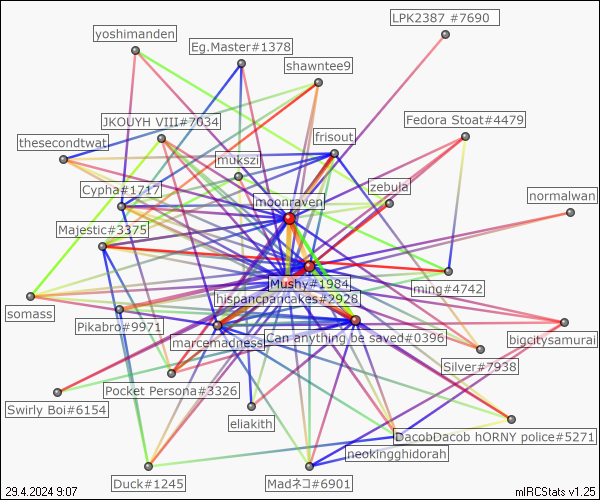 LPK2387 #7690
yoshimanden
Eg.Master#1378
shawntee9
JKOUYH VIII#7034
Fedora Stoat#4479
thesecondtwat
frisout
mukszi
Cypha#1717
zebula
normalwan
moonraven
Majestic#3375
Mushy#1984
ming#4742
hispancpancakes#2928
somass
Pikabro#9971
marcemadness
Can anything be saved#0396
bigcitysamurai
Silver#7938
Pocket Persona#3326
Swirly Boi#6154
eliakith
DacobDacob hORNY police#5271
neokingghidorah
Duck#1245
Madネコ#6901
29.4.2024 9:07
mIRCStats v1.25